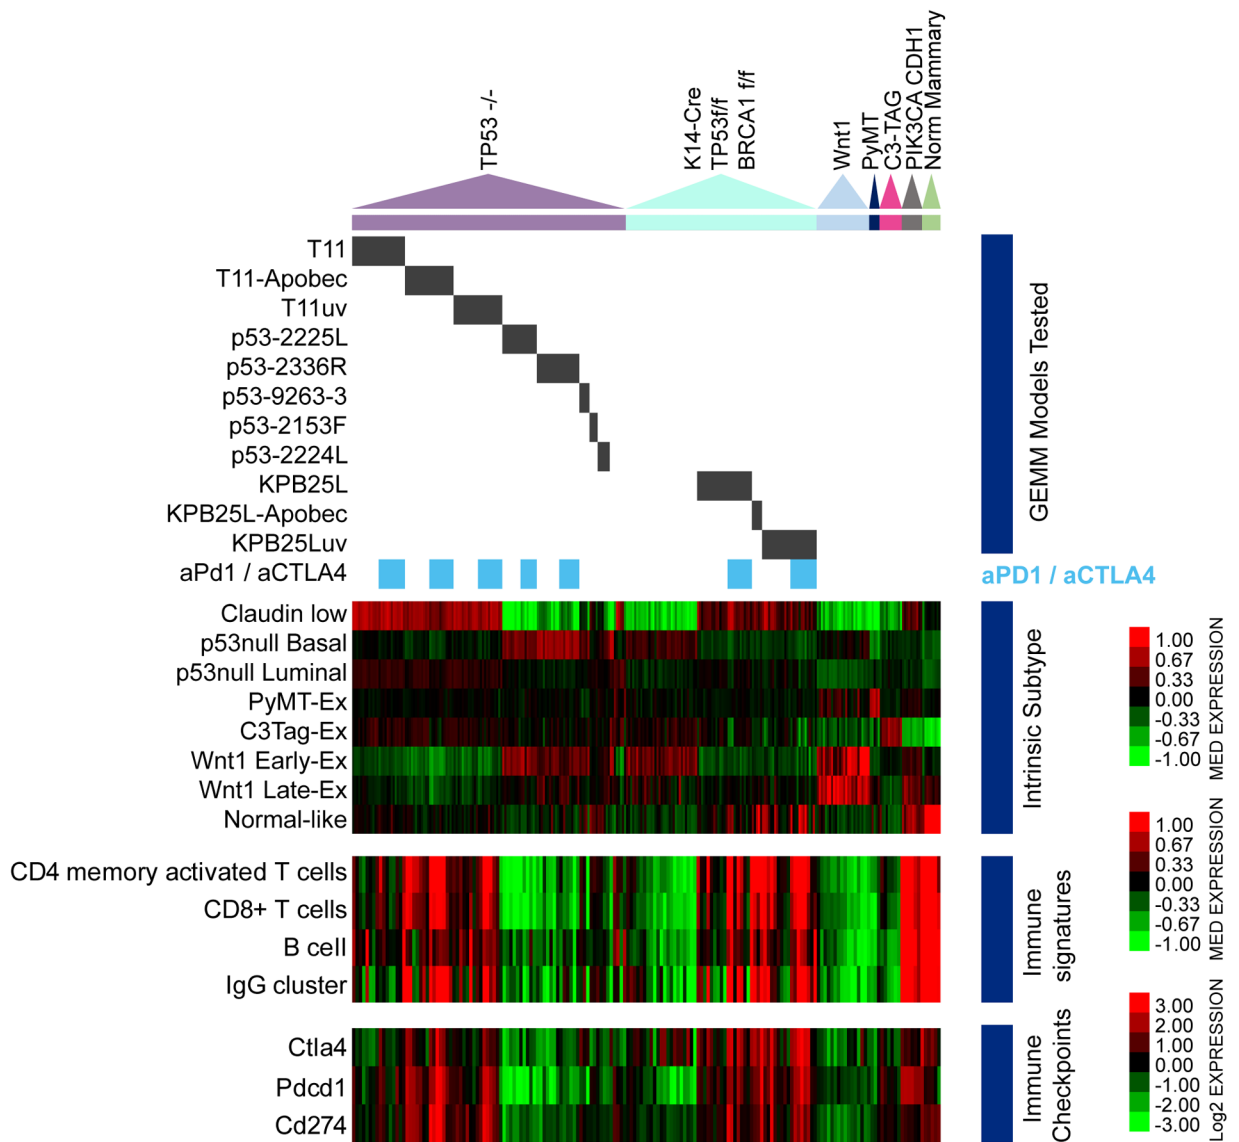 TP53 -/-
K14-Cre
TP53f/f
BRCA1 f/f
Wnt1
PyMT
C3-TAG
PIK3CA CDH1
Norm Mammary
T11
T11-Apobec
T11uv
p53-2225L
p53-2336R
p53-9263-3
p53-2153F
p53-2224L
KPB25L
KPB25L-Apobec
KPB25Luv
GEMM Models Tested
aPd1 / aCTLA4
aPD1 / aCTLA4
Claudin low
p53null Basal
p53null Luminal
PyMT-Ex
C3Tag-Ex
Wnt1 Early-Ex
Wnt1 Late-Ex
Normal-like
Intrinsic Subtype
1.00
0.67
0.33
0.00
-0.33
-0.67
-1.00
MED EXPRESSION
CD4 memory activated T cells
CD8+ T cells
B cell
IgG cluster
Immune
signatures
1.00
0.67
0.33
0.00
-0.33
-0.67
-1.00
MED EXPRESSION
Ctla4
Pdcd1
Cd274
Immune
Checkpoints
3.00
2.00
1.00
0.00
-1.00
-2.00
-3.00
Log2 EXPRESSION